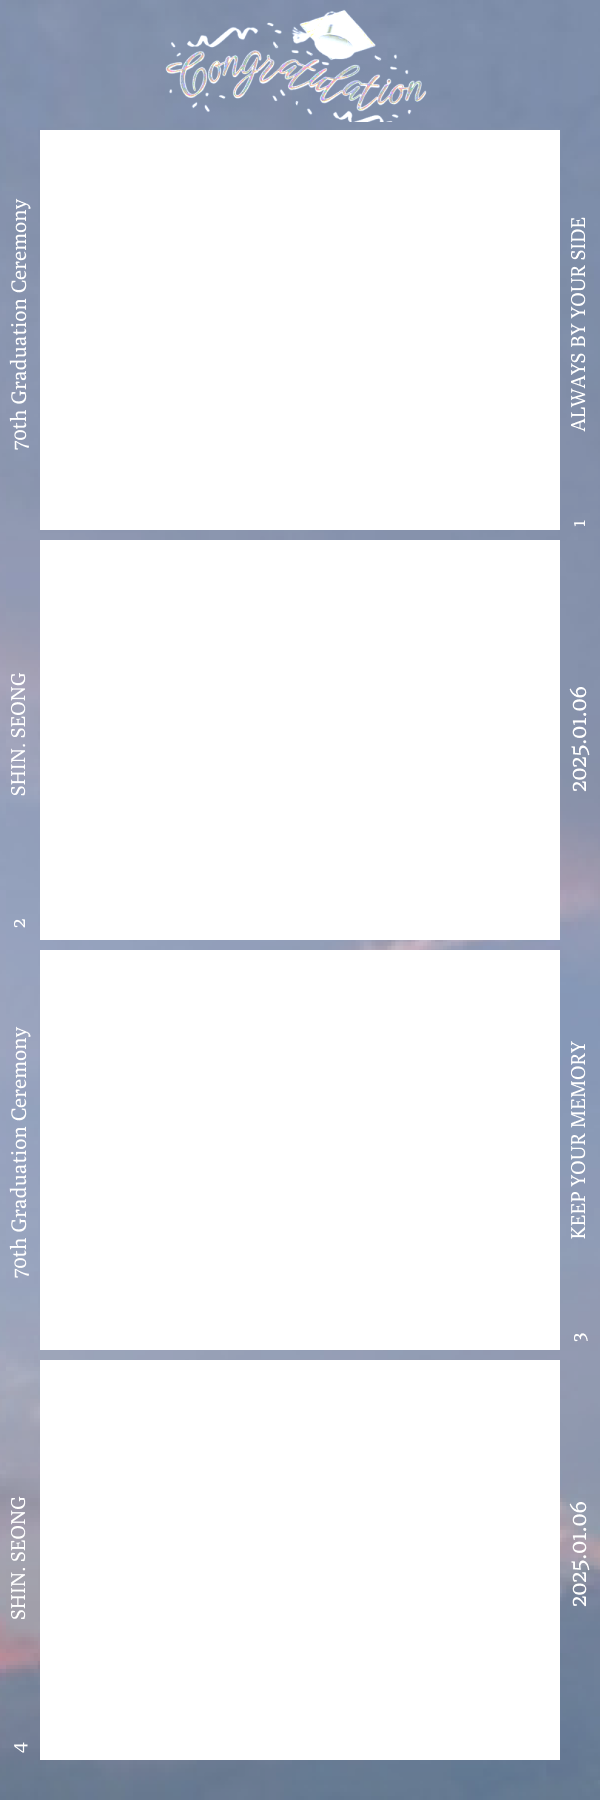 Congratulation
70th Graduation Ceremony
ALWAYS BY YOUR SIDE
1
SHIN. SEONG
2025.01.06
2
70th Graduation Ceremony
KEEP YOUR MEMORY
3
SHIN. SEONG
2025.01.06
4